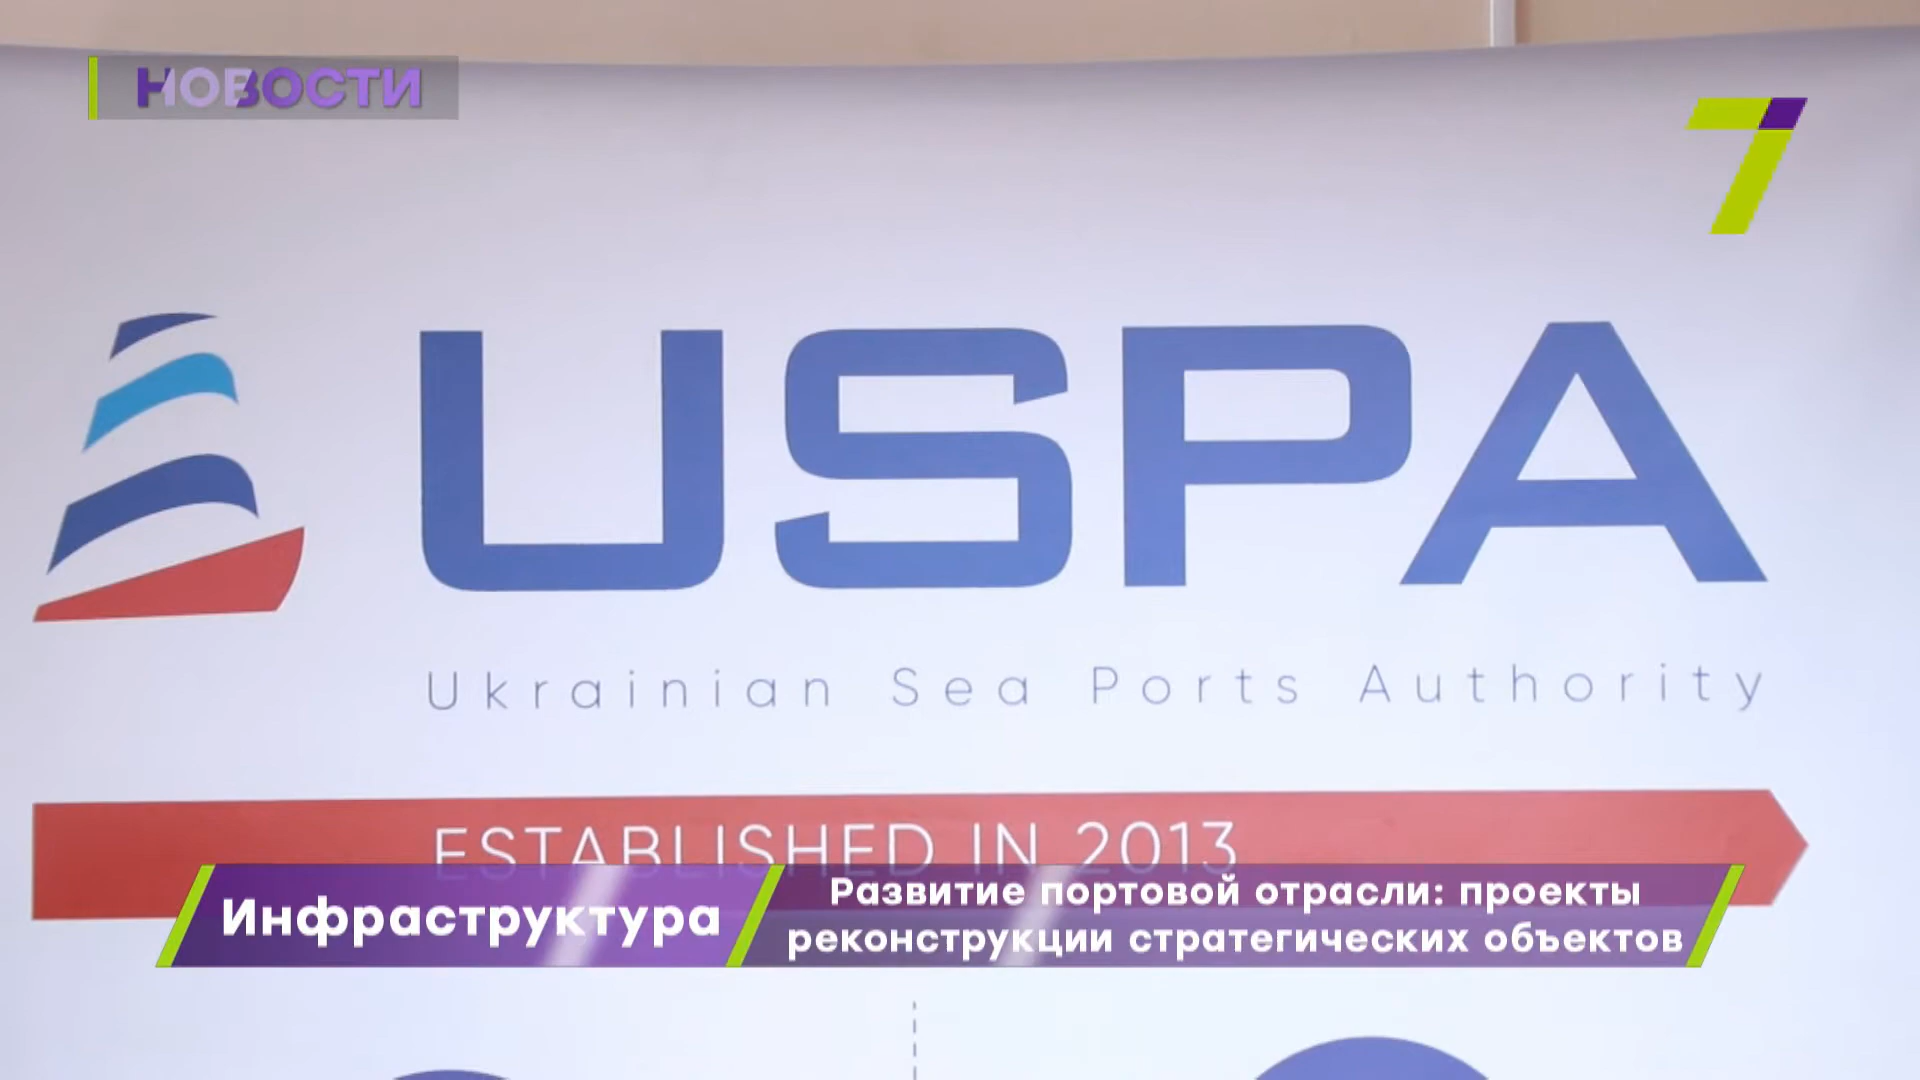 НОВОСТИ
7
USPA
Ukrainian Sea Ports Authority
ESTABLISHED IN 2013
Инфраструктура
Развитие портовой отрасли: проекты
реконструкции стратегических объектов